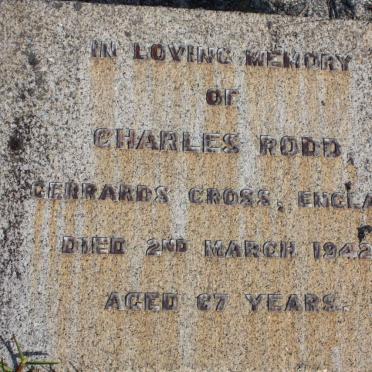 IN LOVING MEMORY
OF
CHARLES RODD,
GERRARDS CROSS, ENGLA
DIED 2ND MARCH 1942
AGED 67 YEARS.